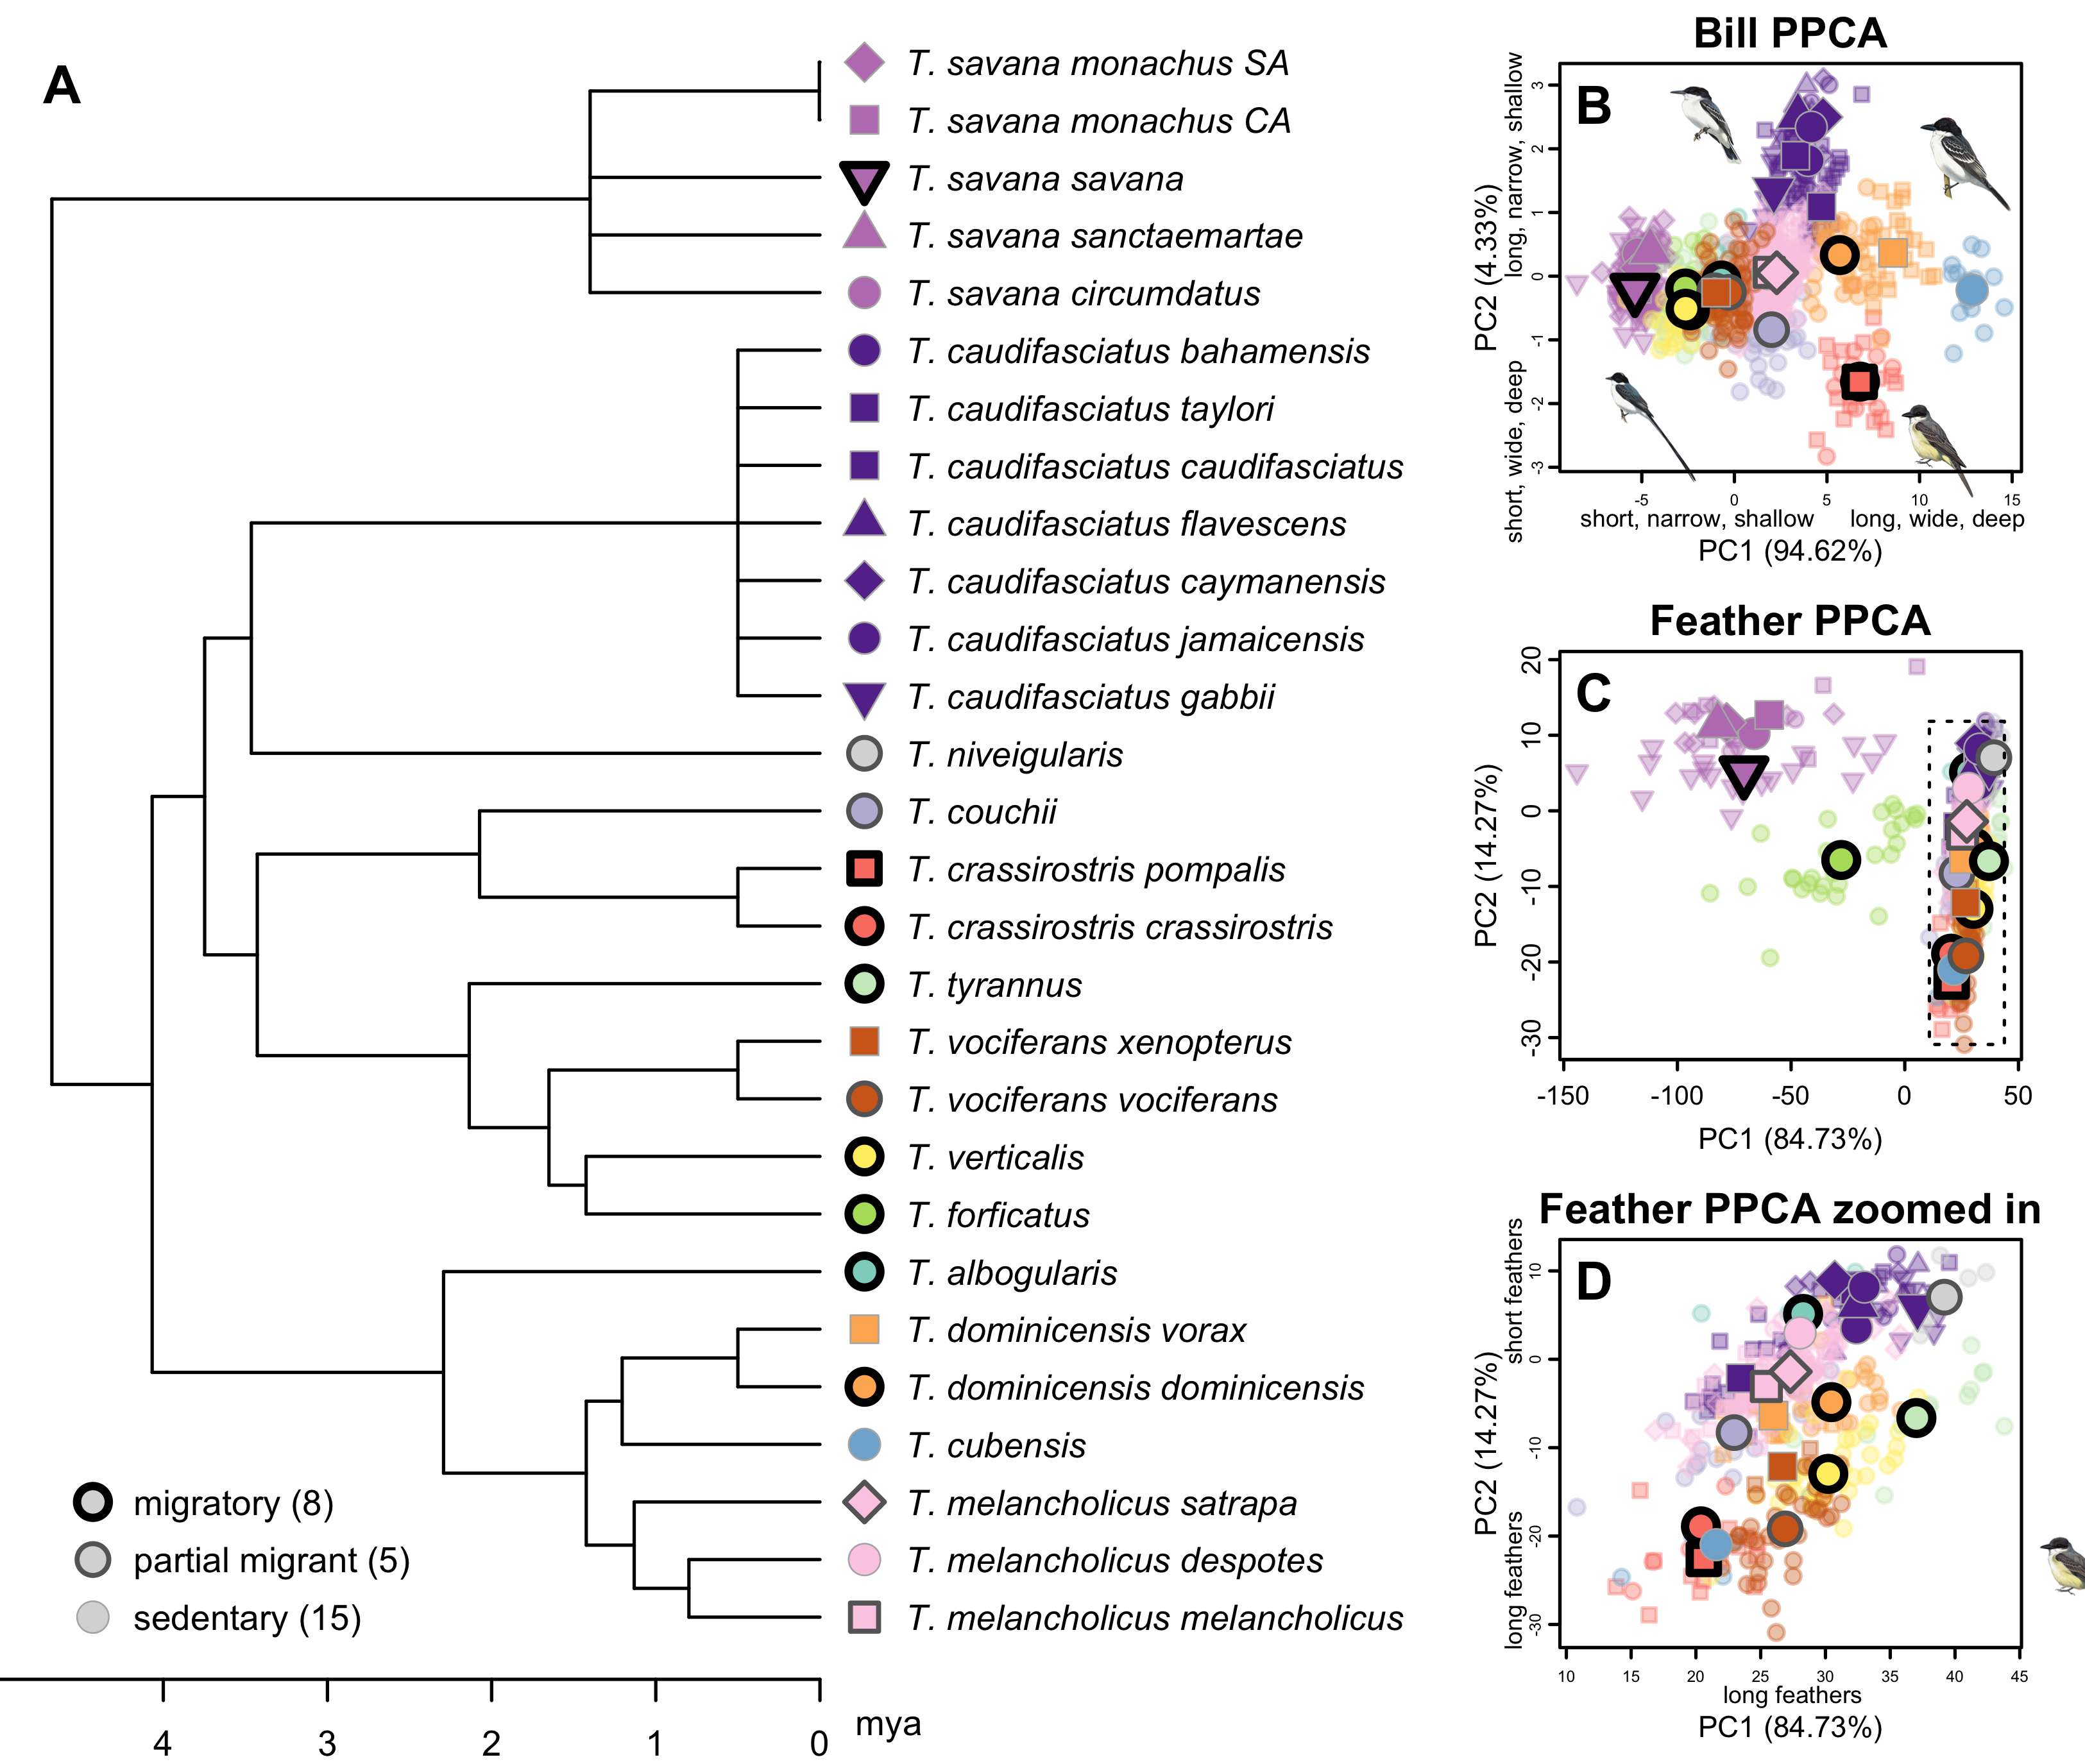 A
T. savana monachus SA
T. savana monachus CA
T. savana savana
T. savana sanctaemartae
T. savana circumdatus
T. caudifasciatus bahamensis
T. caudifasciatus taylori
T. caudifasciatus caudifasciatus
T. caudifasciatus flavescens
T. caudifasciatus caymanensis
T. caudifasciatus jamaicensis
T. caudifasciatus gabbii
T. niveigularis
T. couchii
T. crassirostris pompalis
T. crassirostris crassirostris
T. tyrannus
T. vociferans xenopterus
T. vociferans vociferans
T. verticalis
T. forficatus
T. albogularis
T. dominicensis vorax
T. dominicensis dominicensis
T. cubensis
T. melancholicus satrapa
T. melancholicus despotes
T. melancholicus melancholicus
migratory (8)
partial migrant (5)
sedentary (15)
4 3 2 1 0 mya
Bill PPCA
B
PC2 (4.33%)
short, wide, deep long, narrow, shallow
3
2
1
0
-1
-2
-3
-5 0 5 10 15
short, narrow, shallow long, wide, deep
PC1 (94.62%)
Feather PPCA
C
PC2 (14.27%)
20
10
0
-10
-20
-30
-150 -100 -50 0 50
PC1 (84.73%)
Feather PPCA zoomed in
D
PC2 (14.27%)
long feathers short feathers
10
0
-10
-20
-30
10 15 20 25 30 35 40 45
long feathers
PC1 (84.73%)